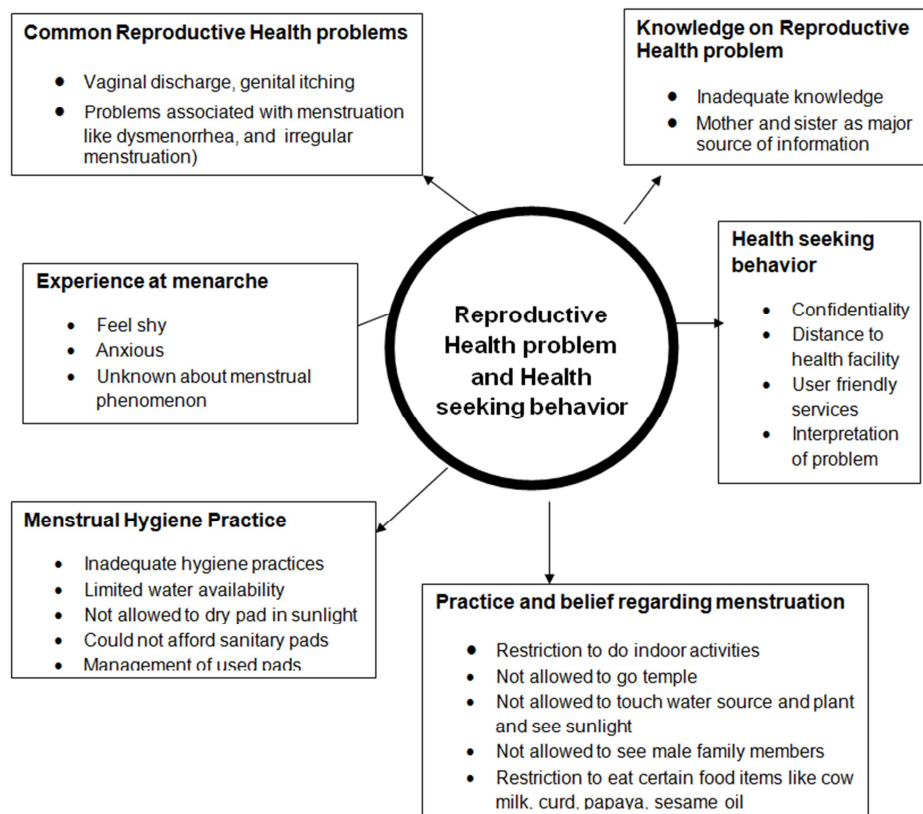 Common Reproductive Health problems
• Vaginal discharge, genital itching
• Problems associated with menstruation
like dysmenorrhea, and irregular
menstruation)
Knowledge on Reproductive
Health problem
• Inadequate knowledge
• Mother and sister as major
source of information
Experience at menarche
• Feel shy
• Anxious
• Unknown about menstrual
phenomenon
Reproductive
Health problem
and Health
seeking behavior
Health seeking
behavior
• Confidentiality
• Distance to
health facility
• User friendly
services
• Interpretation
of problem
Menstrual Hygiene Practice
• Inadequate hygiene practices
• Limited water availability
• Not allowed to dry pad in sunlight
• Could not afford sanitary pads
• Management of used pads
Practice and belief regarding menstruation
• Restriction to do indoor activities
• Not allowed to go temple
• Not allowed to touch water source and plant
and see sunlight
• Not allowed to see male family members
• Restriction to eat certain food items like cow
milk, curd, papaya, sesame oil